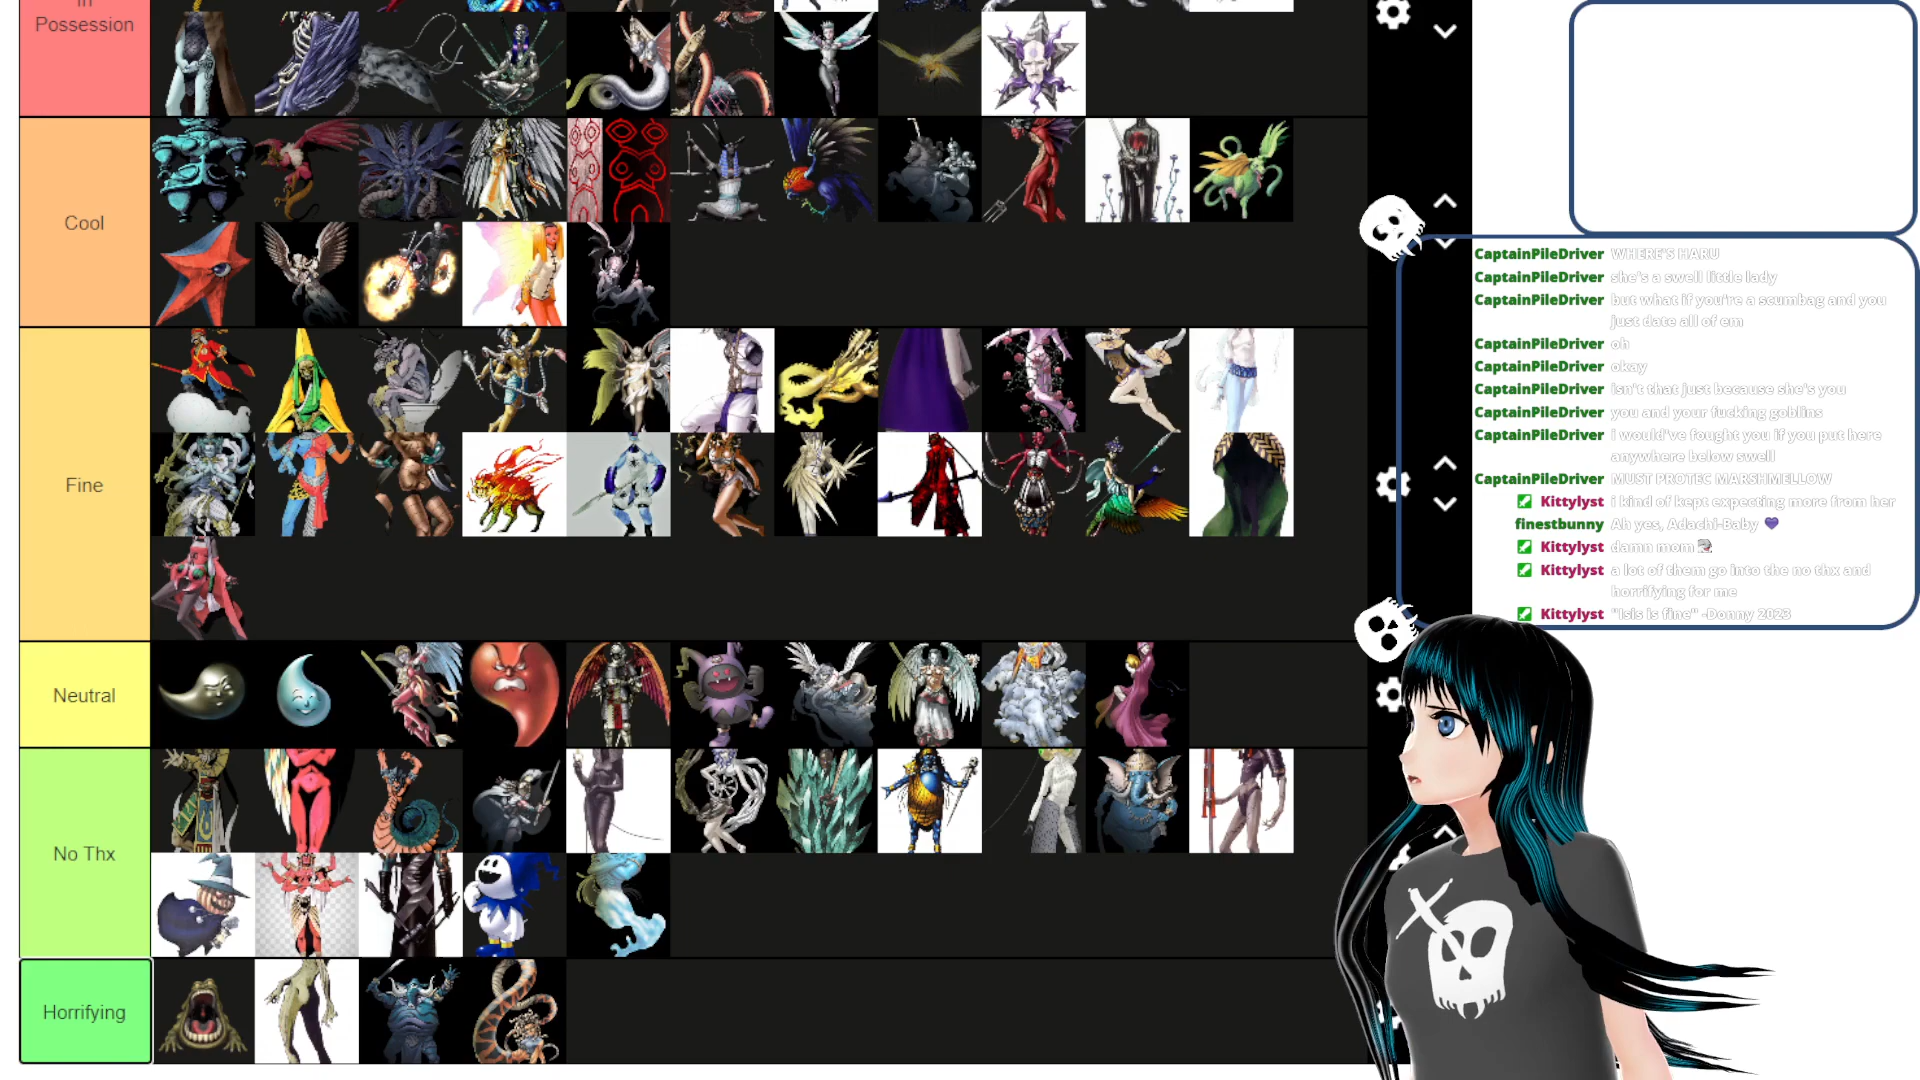 in
Possession
Cool
Fine
Fine
Neutral
No Thx
Horrifying
CaptainPileDriver WHERE'S HARU
CaptainPileDriver she's a swell little lady
CaptainPileDriver but what if you're a scumbag and you
just date all of em
CaptainPileDriver oh
CaptainPileDriver okay
CaptainPileDriver isn't that just because she's you
CaptainPileDriver you and your fucking goblins
CaptainPileDriver i would've fought you if you put here
anywhere below swell
CaptainPileDriver MUST PROTEC MARSHMELLOW
Kittylyst i kind of kept expecting more from her
finestbunny Ah yes, Adachi-Baby 💜
Kittylyst damn mom
Kittylyst a lot of them go into the no thx and
horrifying for me
Kittylyst "Isis is fine" -Donny 2023